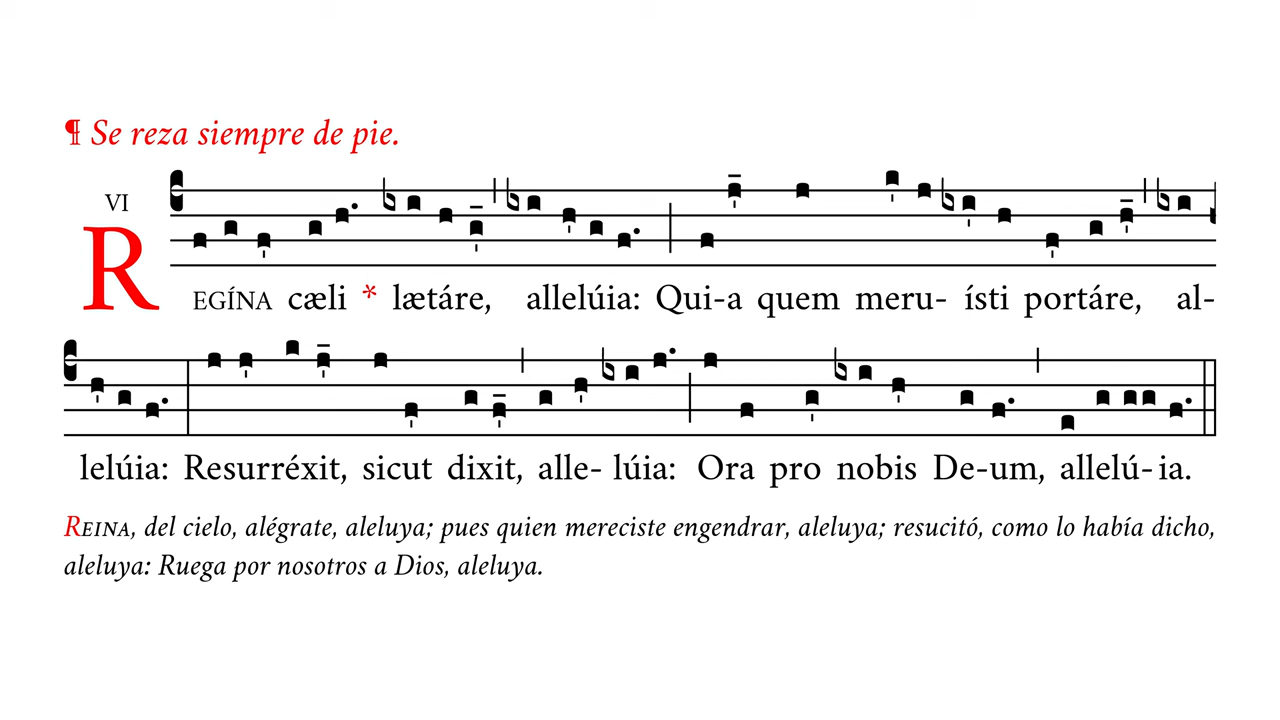 ¶ Se reza siempre de pie.
VI
REGÍNA cæli * lætáre, allelúia: Qui-a quem meru- ísti portáre, al-
lelúia: Resurréxit, sicut dixit, alle- lúia: Ora pro nobis De-um, allelú-ia.
REINA, del cielo, alégrate, aleluya; pues quien mereciste engendrar, aleluya; resucitó, como lo había dicho,
aleluya: Ruega por nosotros a Dios, aleluya.